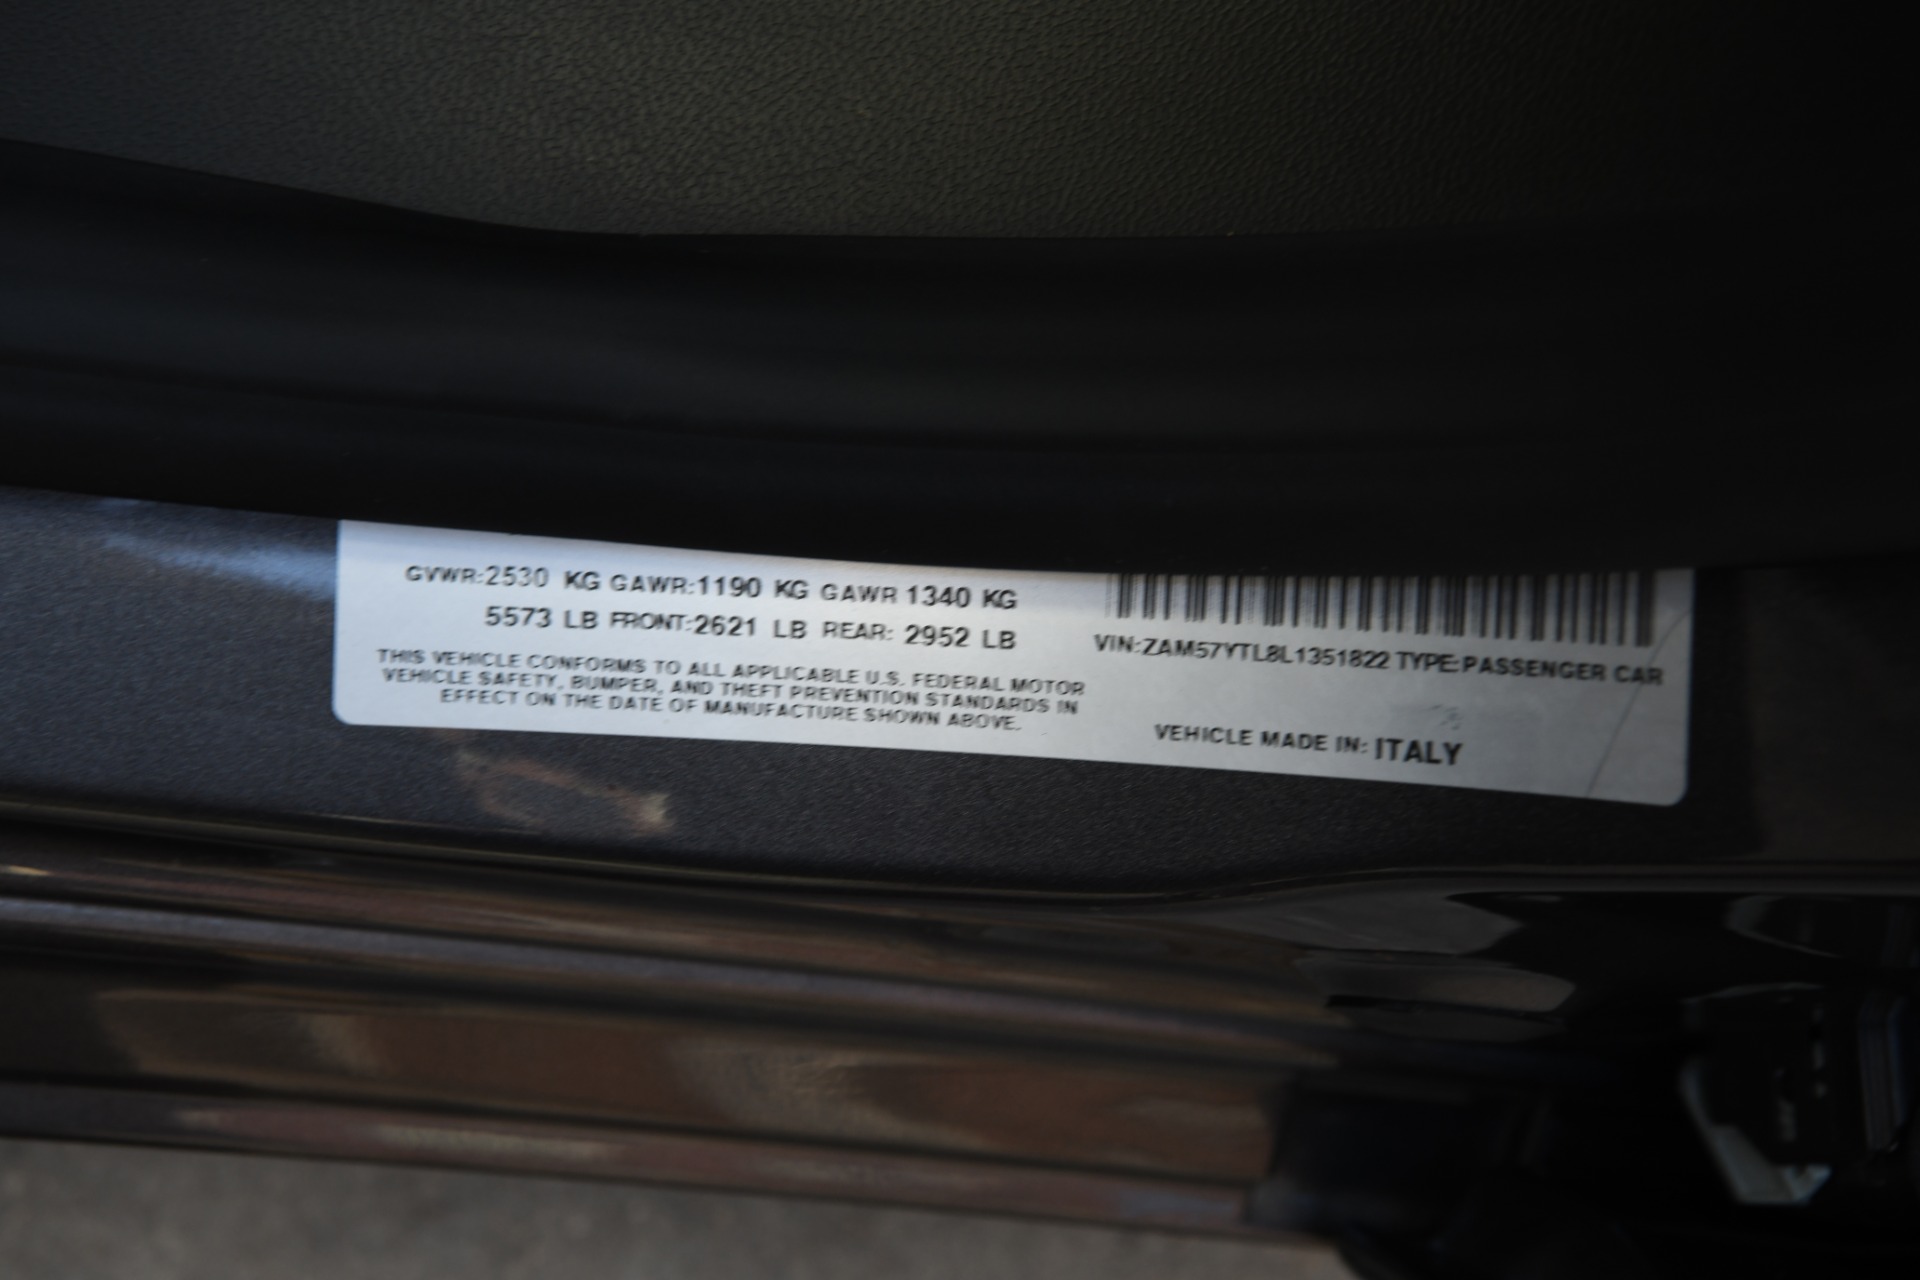 GVWR:2530 KG GAWR:1190 KG GAWR 1340 KG
5573 LB FRONT:2621 LB REAR: 2952 LB
THIS VEHICLE CONFORMS TO ALL APPLICABLE U.S. FEDERAL MOTOR
VEHICLE SAFETY, BUMPER, AND THEFT PREVENTION STANDARDS IN
EFFECT ON THE DATE OF MANUFACTURE SHOWN ABOVE.
VIN:ZAM57YTL8L1351822 TYPE:PASSENGER CAR
VEHICLE MADE IN: ITALY